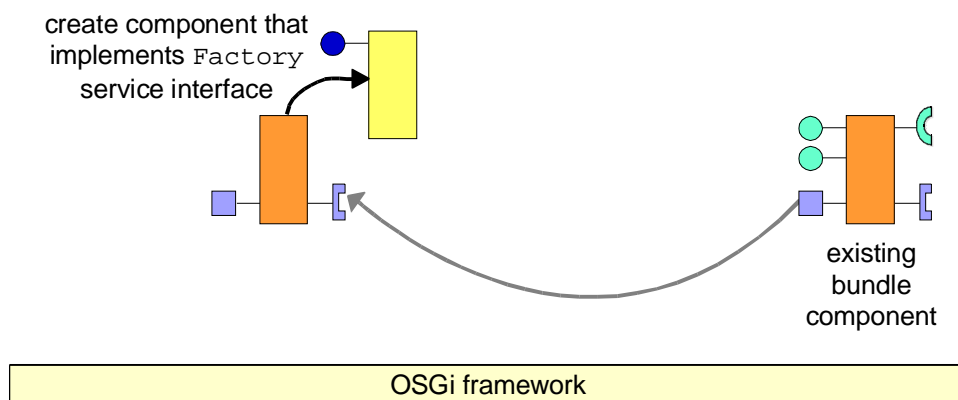 create component that
implements Factory
service interface
existing
bundle
component
OSGi framework